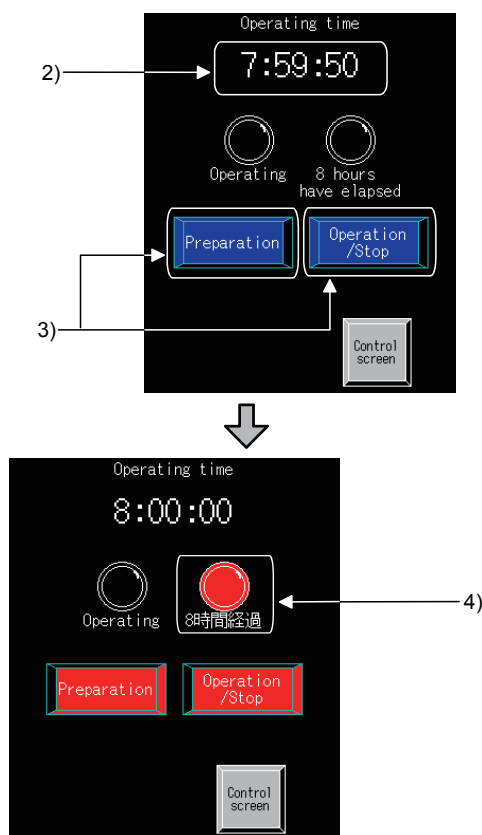 Operating time
2)
7:59:50
Operating
8 hours
have elapsed
Preparation
Operation
/Stop
3)
Control
screen
Operating time
8:00:00
Operating
8時間経過
4)
Preparation
Operation
/Stop
Control
screen